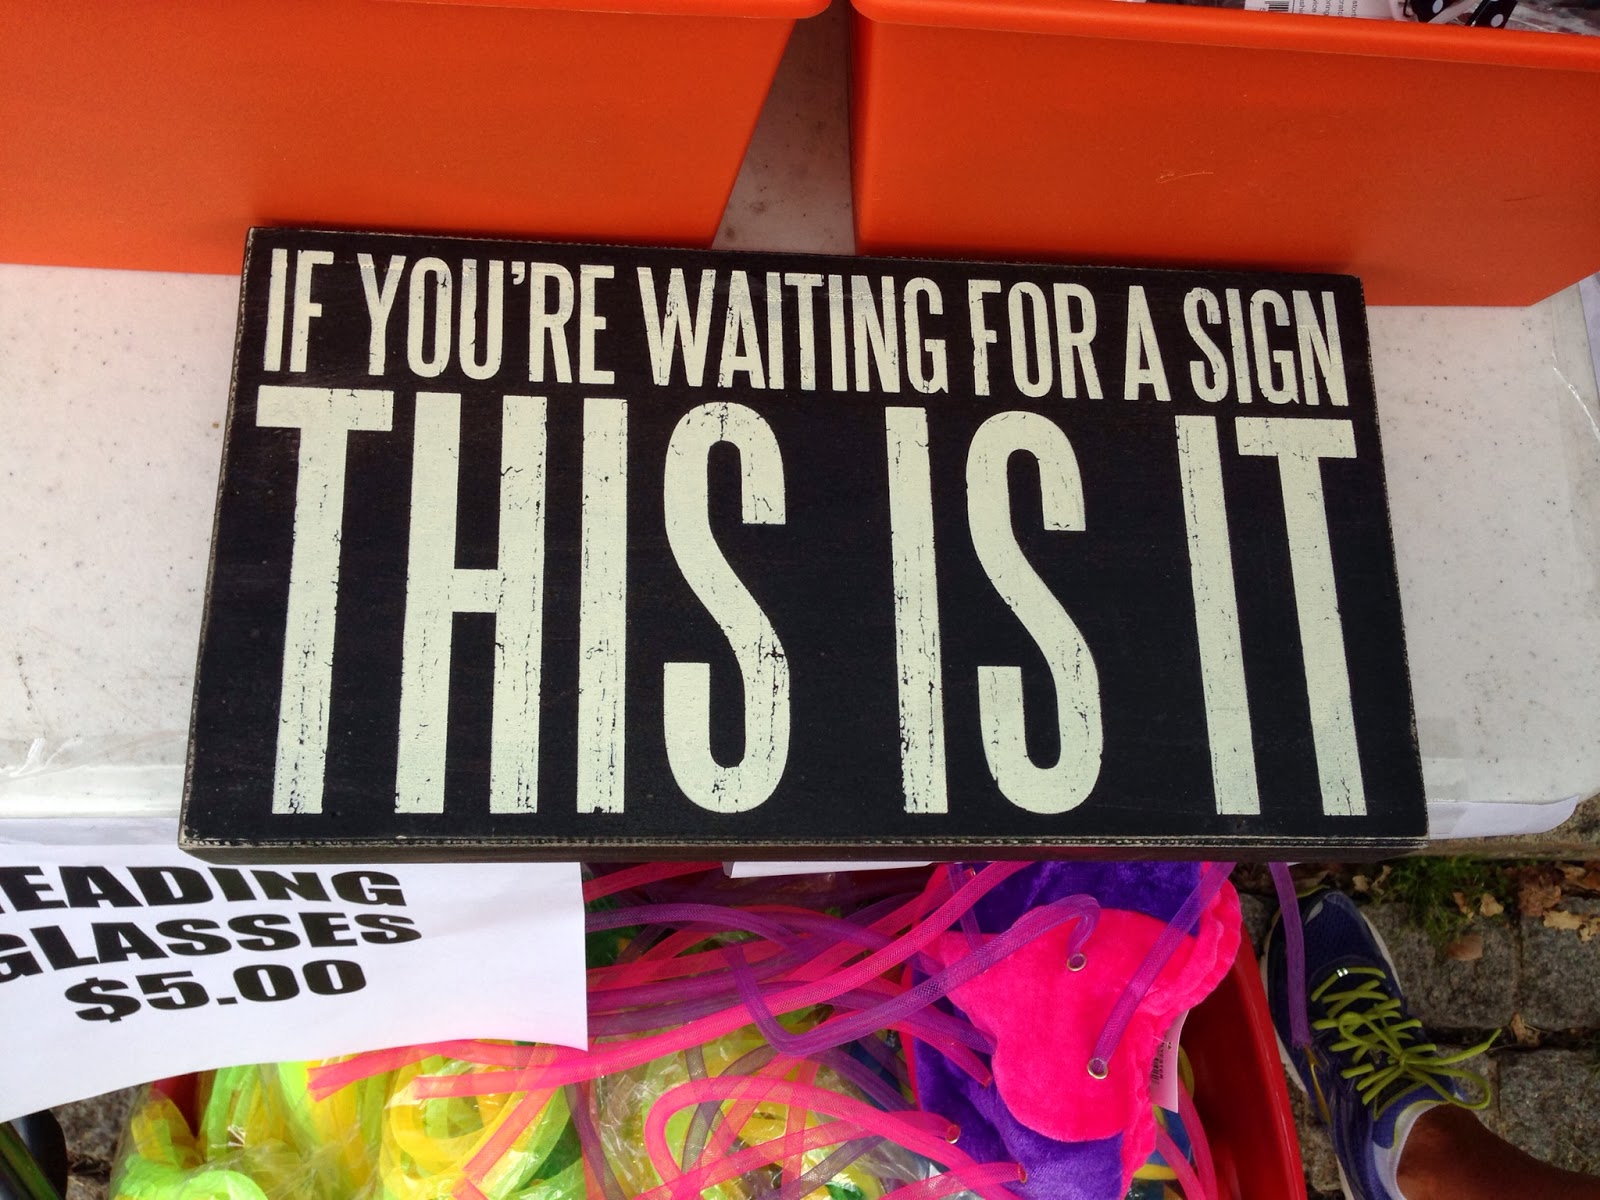 IF YOU'RE WAITING FOR A SIGN
THIS IS IT
EADING
GLASSES
$5.00